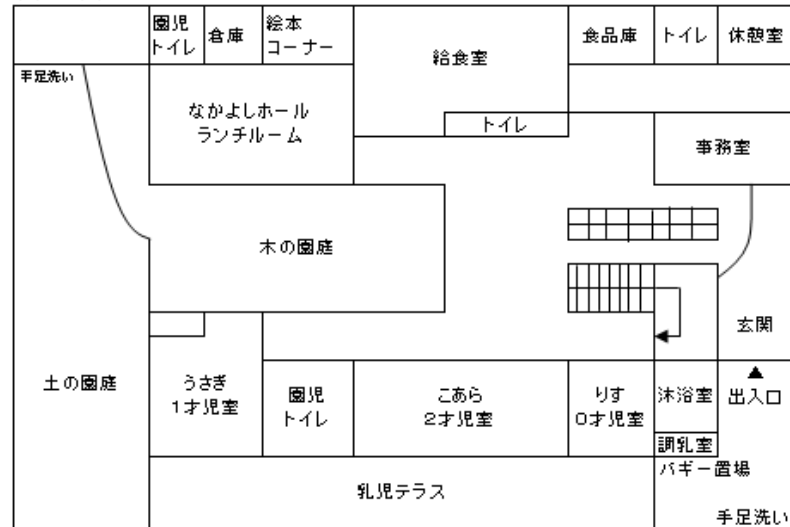 園児
トイレ
倉庫
絵本
コーナー
給食室
食品庫
トイレ
休憩室
手足洗い
なかよしホール
ランチルーム
トイレ
事務室
木の園庭
玄関
土の園庭
うさぎ
1才児室
園児
トイレ
こあら
2才児室
りす
0才児室
沐浴室
出入口
調乳室
バギー置場
乳児テラス
手足洗い